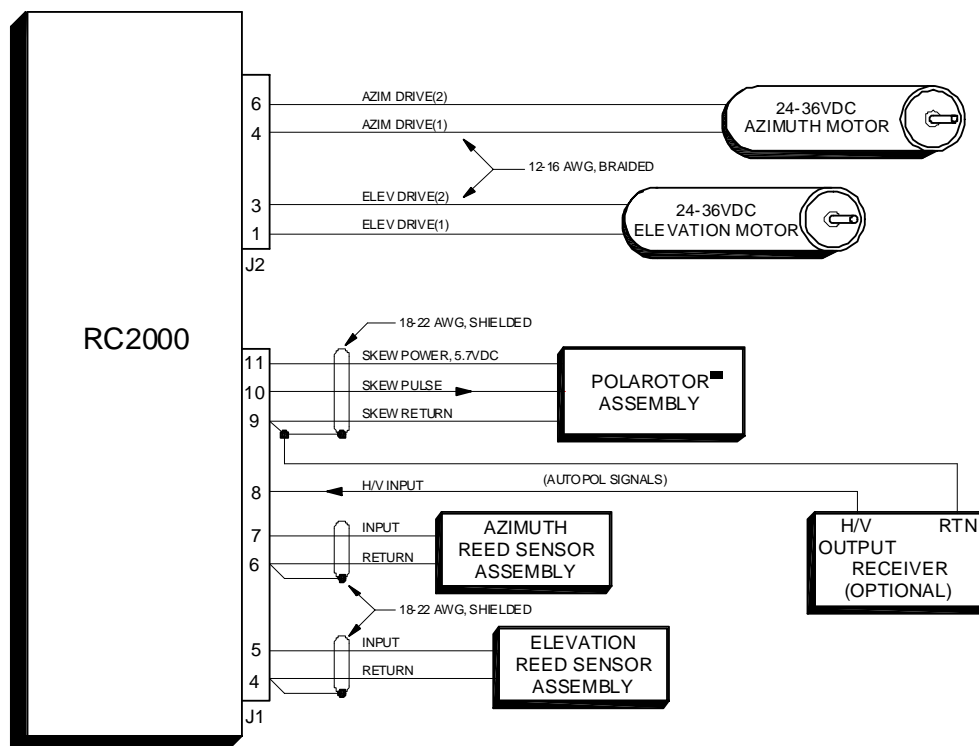 6
AZIM DRIVE(2)
4
AZIM DRIVE(1)
24-36VDC
AZIMUTH MOTOR
12-16 AWG, BRAIDED
3
ELEV DRIVE(2)
1
ELEV DRIVE(1)
24-36VDC
ELEVATION MOTOR
J2
RC2000
18-22 AWG, SHIELDED
11
SKEW POWER, 5.7VDC
10
SKEW PULSE
9
SKEW RETURN
POLAROTOR
ASSEMBLY
8
H/V INPUT
(AUTOPOL SIGNALS)
7
INPUT
6
RETURN
AZIMUTH
REED SENSOR
ASSEMBLY
H/V RTN
OUTPUT
RECEIVER
(OPTIONAL)
18-22 AWG, SHIELDED
5
INPUT
4
RETURN
ELEVATION
REED SENSOR
ASSEMBLY
J1